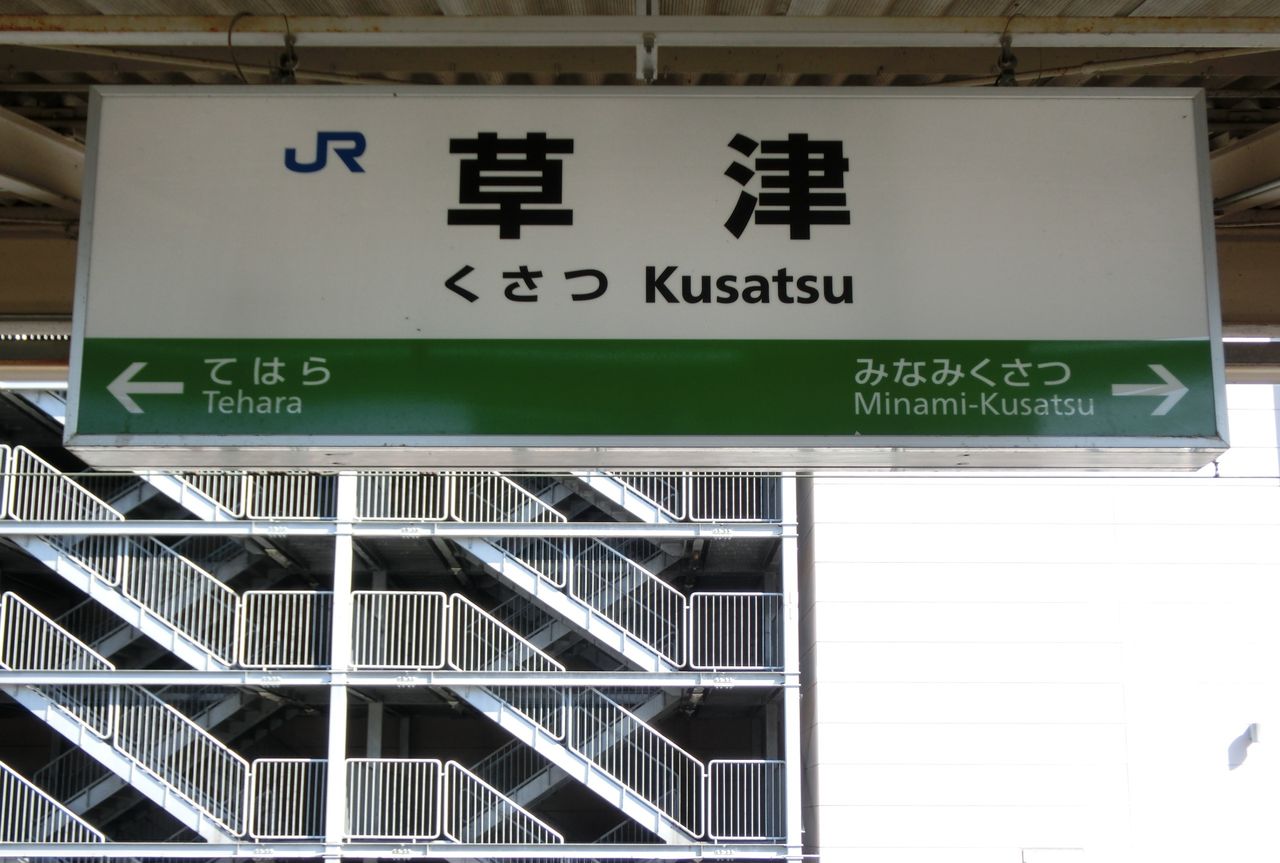 JR 草津
くさつ Kusatsu
← てはら
Tehara
みなみくさつ →
Minami-Kusatsu